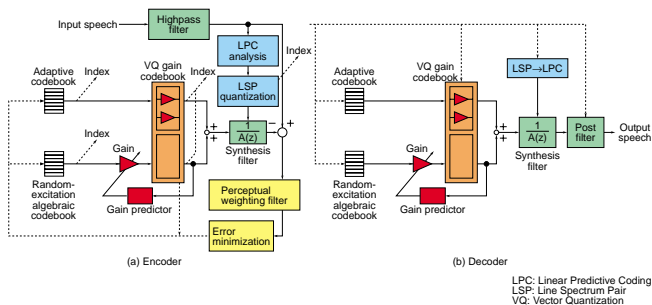 Input speech
Highpass
filter
LPC
analysis
Index
Adaptive
codebook
Index
VQ gain
codebook
Index
LSP
quantization
+
+
1
A(z)
−
+
Synthesis
filter
Index
Gain
Random-
excitation
algebraic
codebook
Gain predictor
Perceptual
weighting filter
Error
minimization
(a) Encoder
Adaptive
codebook
VQ gain
codebook
LSP→LPC
+
+
1
A(z)
Synthesis
filter
Post
filter
Output
speech
Gain
Random-
excitation
algebraic
codebook
Gain predictor
(b) Decoder
LPC: Linear Predictive Coding
LSP: Line Spectrum Pair
VQ: Vector Quantization